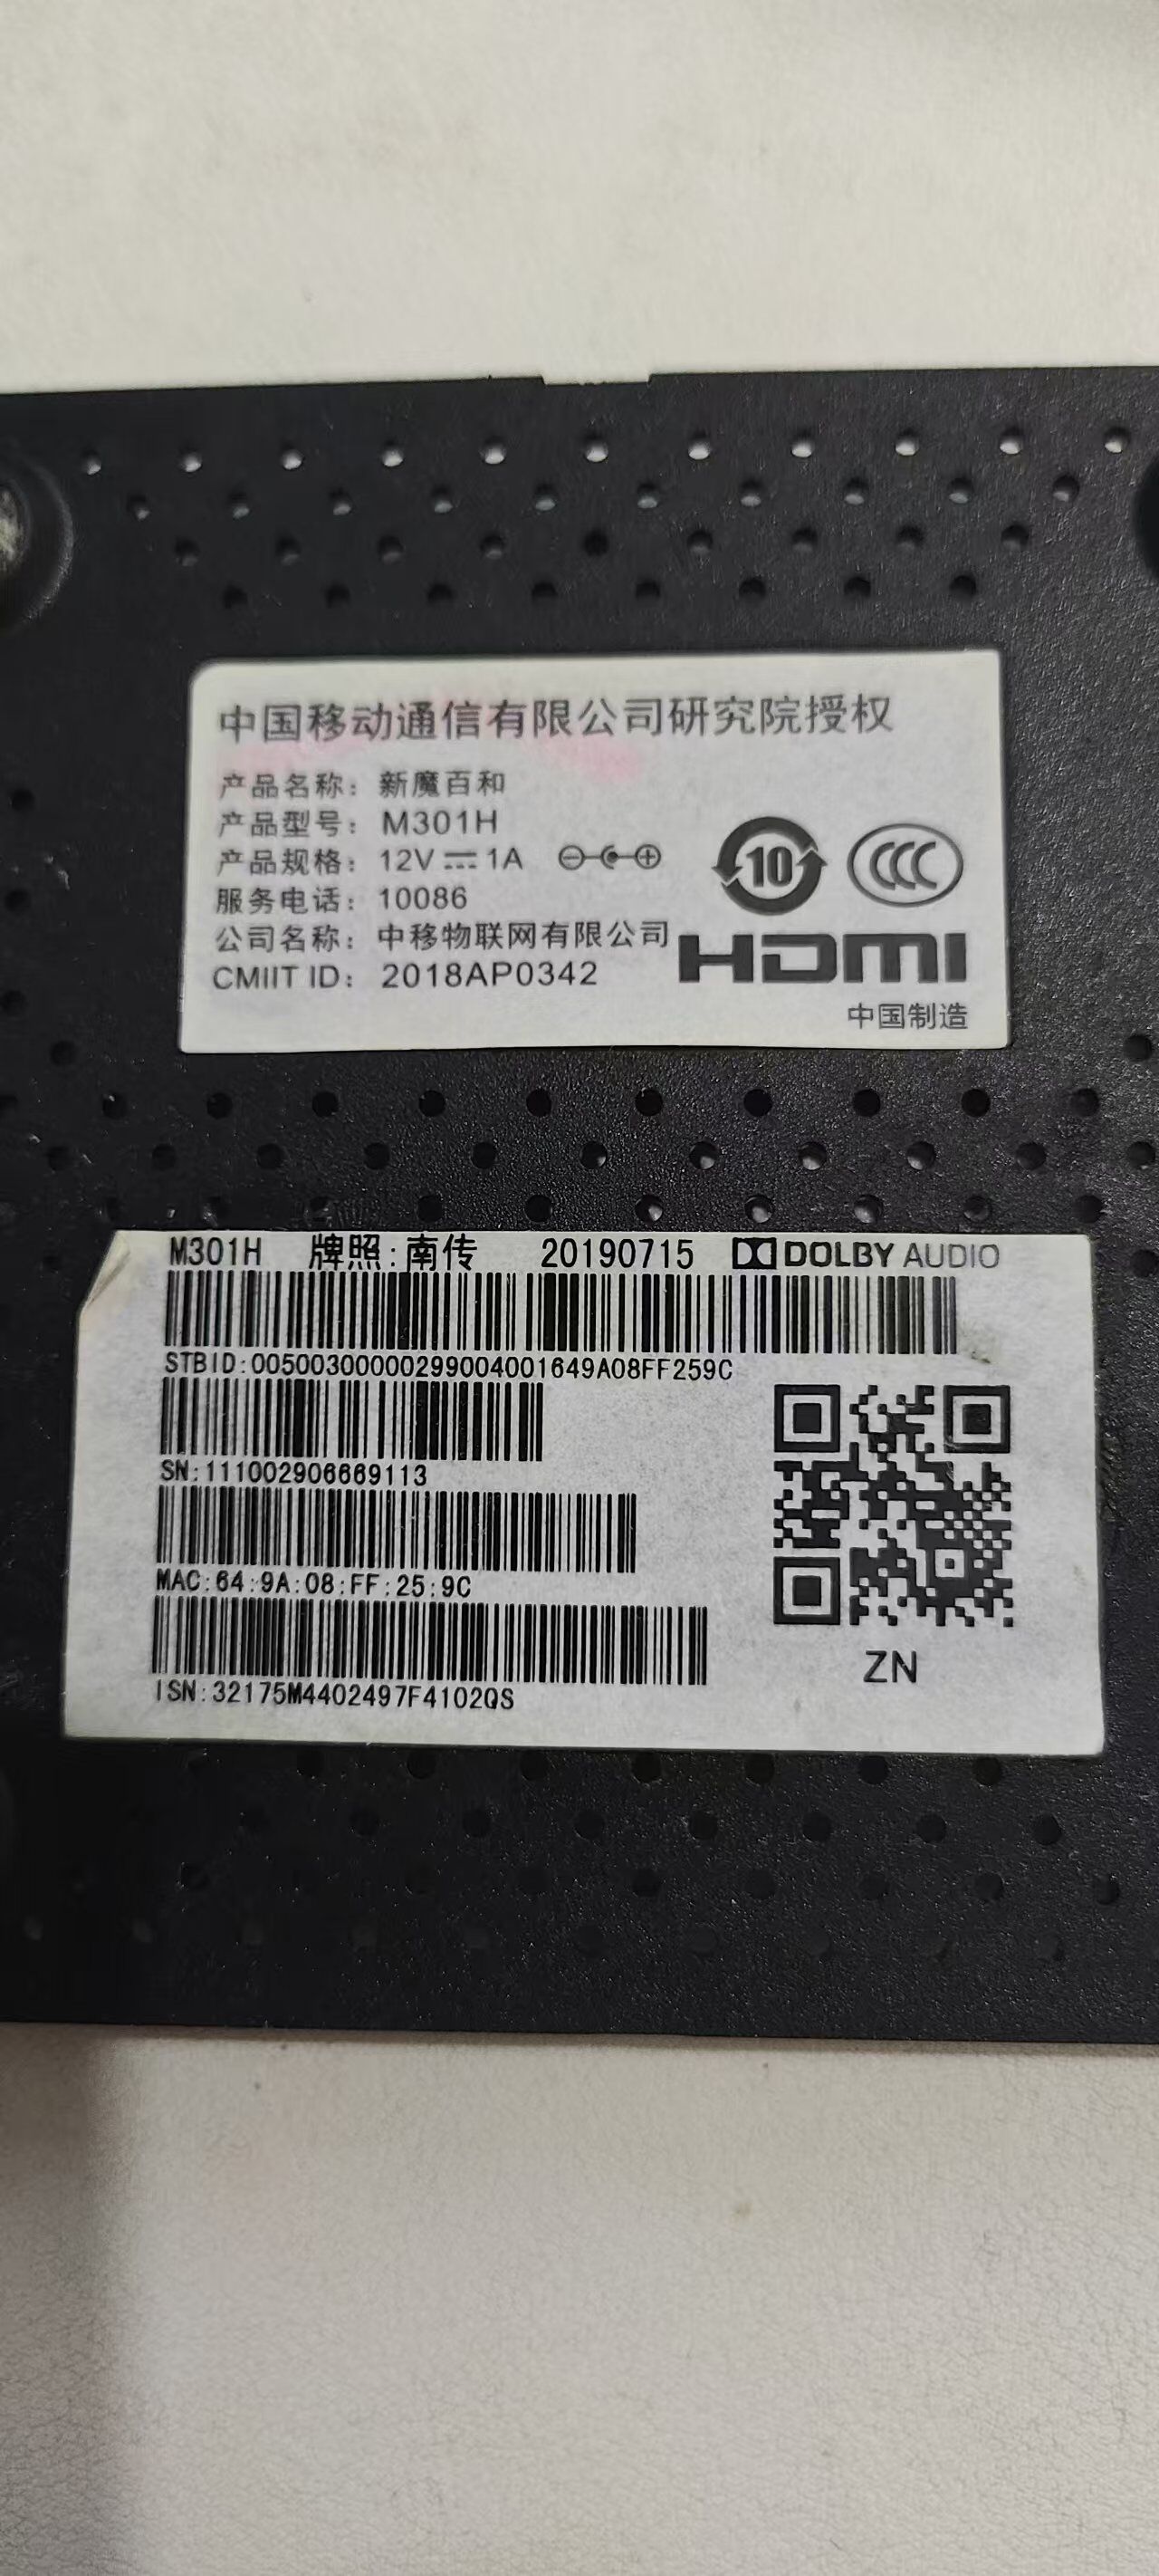 中国移动通信有限公司研究院授权
产品名称：新魔百和
产品型号：M301H
产品规格：12V 1A
10
服务电话：10086
公司名称：中移物联网有限公司
HDMI
CMIIT ID：2018AP0342
中国制造
M301H 牌照:南传 20190715 DOLBY AUDIO
STBID:005003000002990040016​49A08FF259C
SN:111002906669113
MAC:64:9A:08:FF:25:9C
ISN:32175M4402497F4102QS
ZN